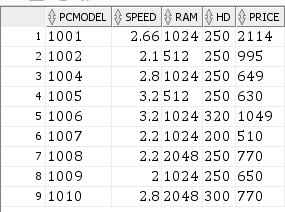 PCMODEL SPEED RAM HD PRICE
1 1001 2.66 1024 250 2114
2 1002 2.1 512 250 995
3 1004 2.8 1024 250 649
4 1005 3.2 512 250 630
5 1006 3.2 1024 320 1049
6 1007 2.2 1024 200 510
7 1008 2.2 2048 250 770
8 1009 2 1024 250 650
9 1010 2.8 2048 300 770